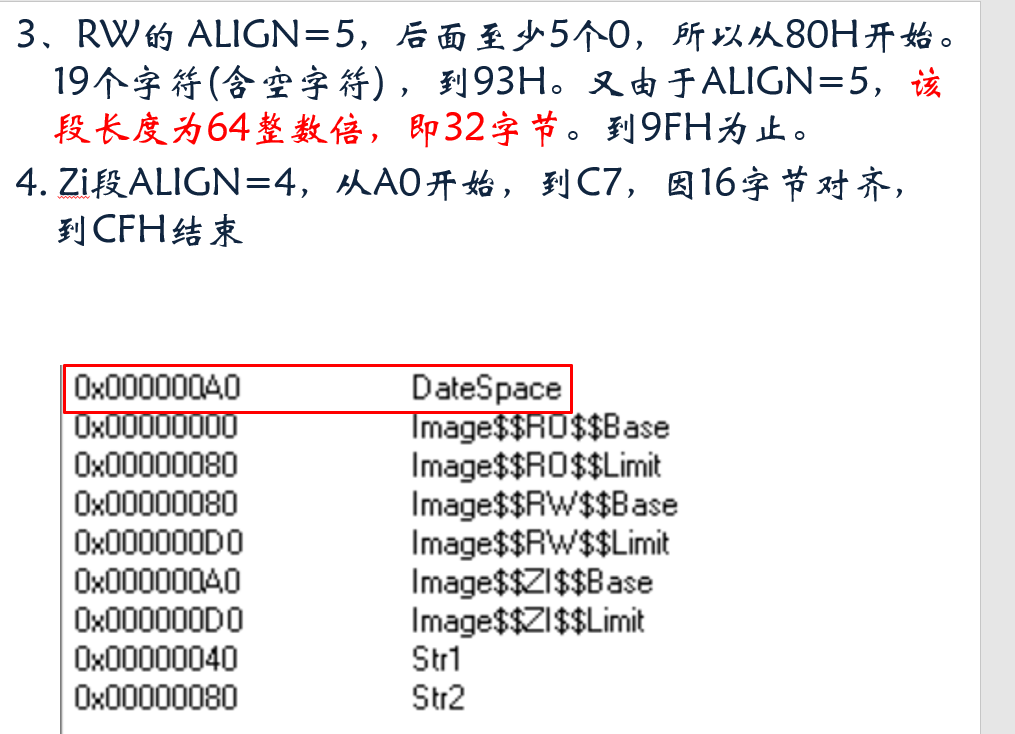 3、RW的 ALIGN=5，后面至少5个0，所以从80H开始。
19个字符(含空字符)，到93H。又由于ALIGN=5，该
段长度为64整数倍，即32字节。到9FH为止。
4. Zi段ALIGN=4，从A0开始，到C7，因16字节对齐，
到CFH结束
0x000000A0 DateSpace
0x00000000 Image$$RO$$Base
0x00000080 Image$$RO$$Limit
0x00000080 Image$$RW$$Base
0x000000D0 Image$$RW$$Limit
0x000000A0 Image$$ZI$$Base
0x000000D0 Image$$ZI$$Limit
0x00000040 Str1
0x00000080 Str2